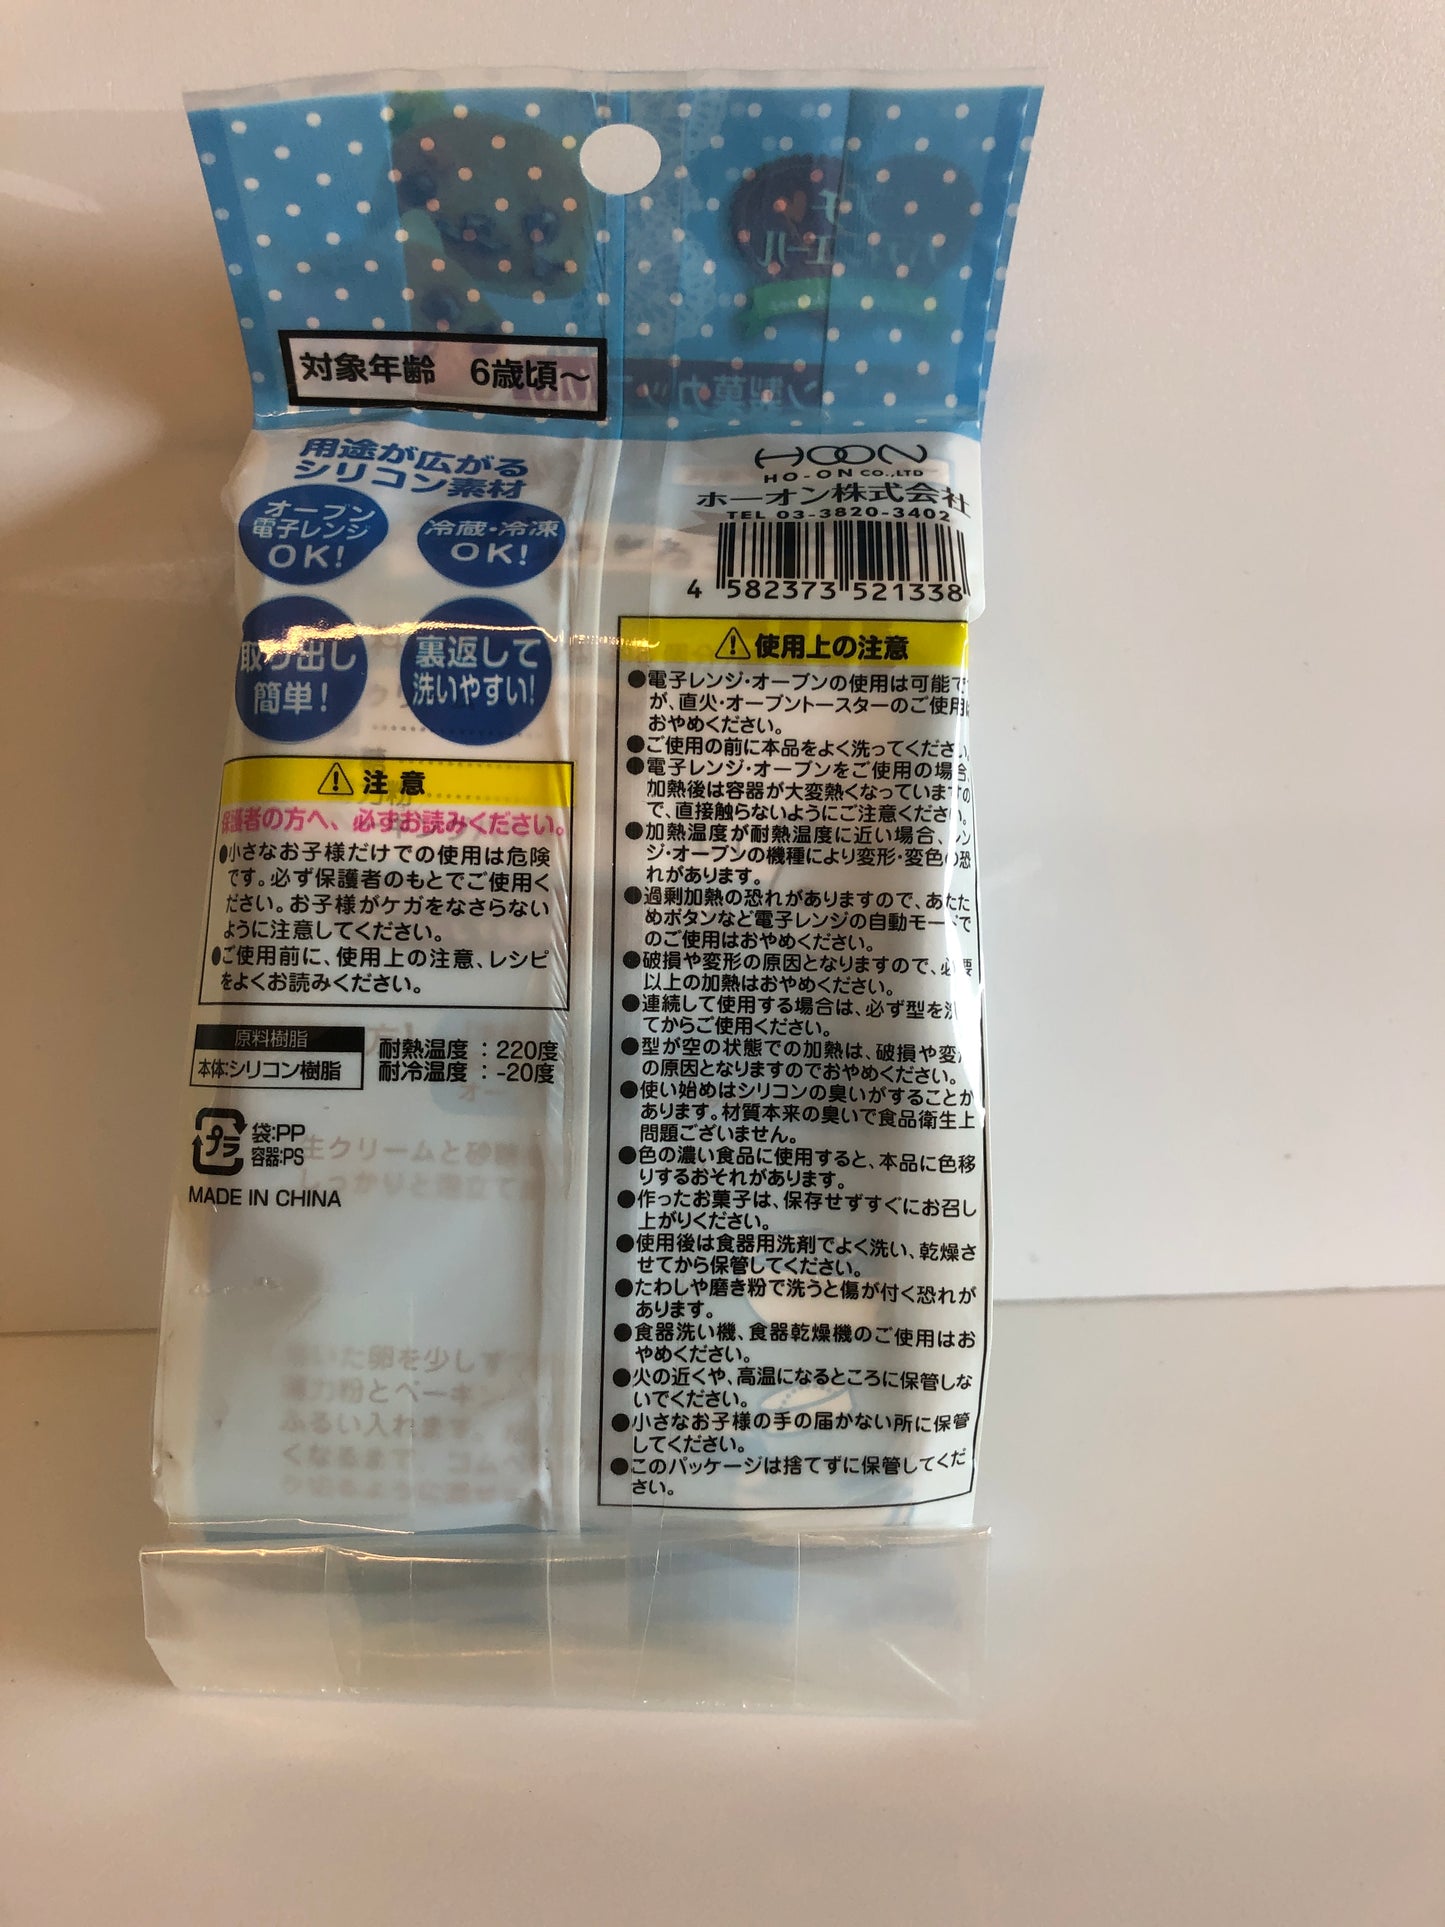 対象年齢　6歳頃～
用途が広がる
シリコン素材
オーブン
電子レンジ
OK!
冷蔵・冷凍
OK!
取り出し
簡単!
裏返して
洗いやすい!
⚠注意
保護者の方へ、必ずお読みください。
●小さなお子様だけでの使用は危険
です。必ず保護者のもとでご使用く
ださい。お子様がケガをなさらない
ように注意してください。
●ご使用前に、使用上の注意、レシピ
をよくお読みください。
原料樹脂
本体:シリコン樹脂
耐熱温度 : 220度
耐冷温度 : -20度
プラ
袋:PP
容器:PS
MADE IN CHINA
HOON
HO-ON CO.,LTD
ホーオン株式会社
TEL 03-3820-3402
4 582373 521338
⚠使用上の注意
●電子レンジ・オーブンの使用は可能です
が、直火・オーブントースターのご使用は
おやめください。
●ご使用の前に本品をよく洗ってください。
●電子レンジ・オーブンをご使用の場合、
加熱後は容器が大変熱くなっていますの
で、直接触らないようにご注意ください。
●加熱温度が耐熱温度に近い場合、レン
ジ・オーブンの機種により変形・変色の恐
れがあります。
●過剰加熱の恐れがありますので、あたた
めボタンなど電子レンジの自動モードで
のご使用はおやめください。
●破損や変形の原因となりますので、必要
以上の加熱はおやめください。
●連続して使用する場合は、必ず型を洗
てからご使用ください。
●型が空の状態での加熱は、破損や変
の原因となりますのでおやめください。
●使い始めはシリコンの臭いがすることが
あります。材質本来の臭いで食品衛生上
問題ございません。
●色の濃い食品に使用すると、本品に色移
りするおそれがあります。
●作ったお菓子は、保存せずすぐにお召し
上がりください。
●使用後は食器用洗剤でよく洗い、乾燥さ
せてから保管してください。
●たわしや磨き粉で洗うと傷が付く恐れが
あります。
●食器洗い機、食器乾燥機のご使用はお
やめください。
●火の近くや、高温になるところに保管しな
いでください。
●小さなお子様の手の届かない所に保管
してください。
●このパッケージは捨てずに保管してくだ
さい。